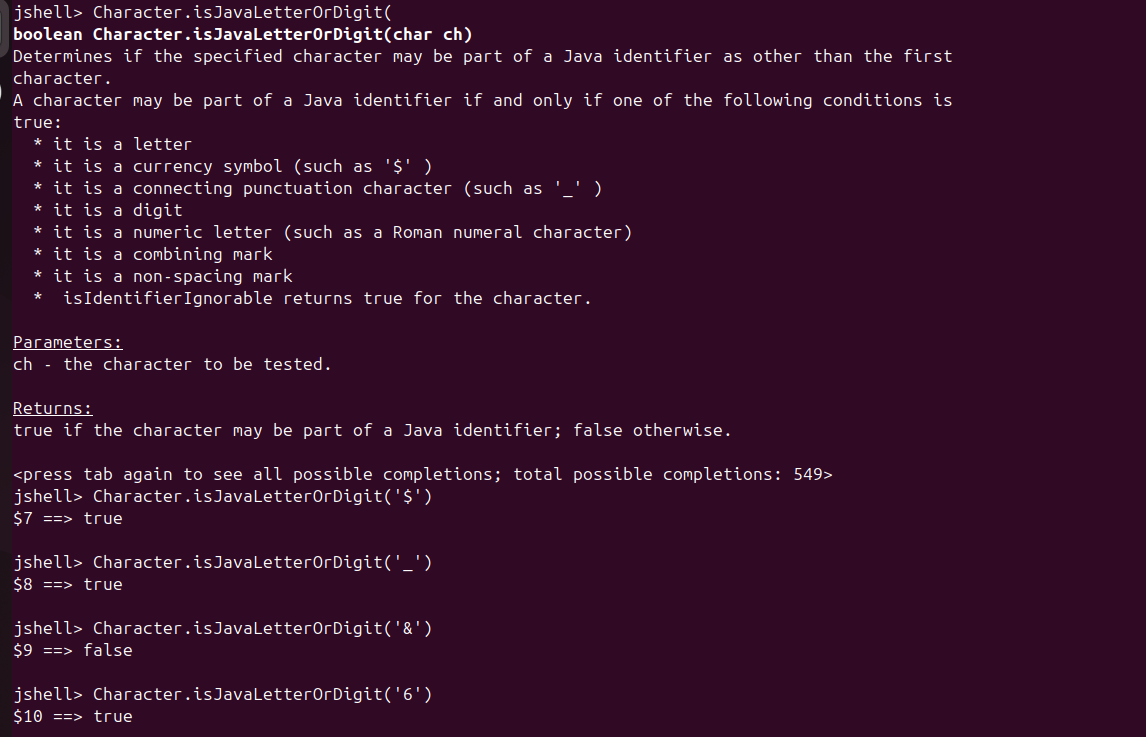 jshell> Character.isJavaLetterOrDigit(
boolean Character.isJavaLetterOrDigit(char ch)
Determines if the specified character may be part of a Java identifier as other than the first
character.
A character may be part of a Java identifier if and only if one of the following conditions is
true:
  * it is a letter
  * it is a currency symbol (such as '$' )
  * it is a connecting punctuation character (such as '_' )
  * it is a digit
  * it is a numeric letter (such as a Roman numeral character)
  * it is a combining mark
  * it is a non-spacing mark
  *  isIdentifierIgnorable returns true for the character.

Parameters:
ch - the character to be tested.

Returns:
true if the character may be part of a Java identifier; false otherwise.

<press tab again to see all possible completions; total possible completions: 549>
jshell> Character.isJavaLetterOrDigit('$')
$7 ==> true

jshell> Character.isJavaLetterOrDigit('_')
$8 ==> true

jshell> Character.isJavaLetterOrDigit('&')
$9 ==> false

jshell> Character.isJavaLetterOrDigit('6')
$10 ==> true